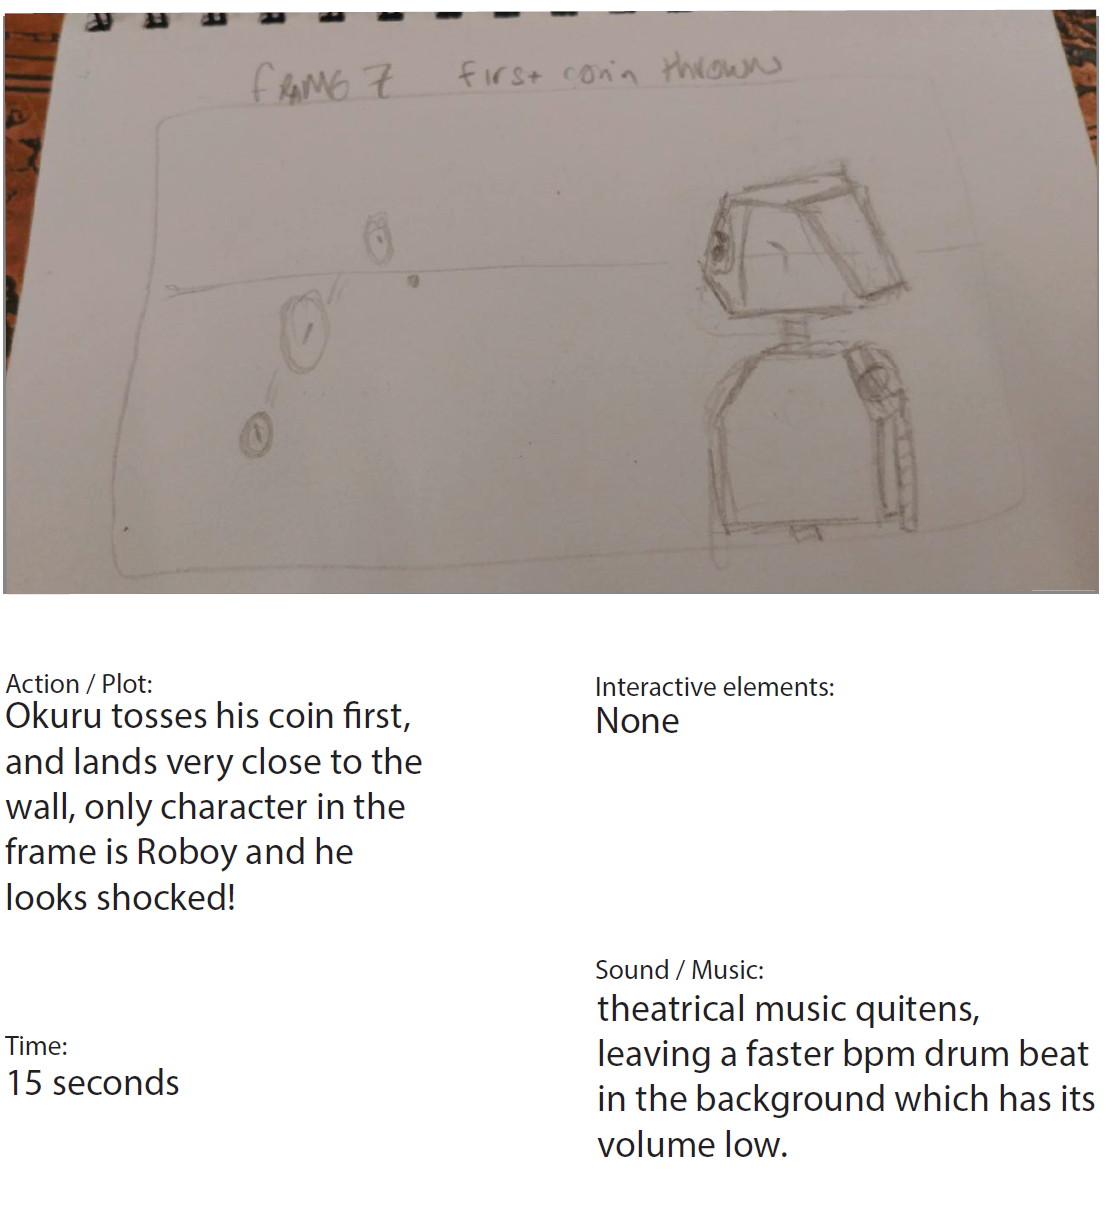 fRAMG 7 first coin thrown
Action / Plot:
Okuru tosses his coin first,
and lands very close to the
wall, only character in the
frame is Roboy and he
looks shocked!
Interactive elements:
None
Sound / Music:
theatrical music quitens,
leaving a faster bpm drum beat
in the background which has its
volume low.
Time:
15 seconds